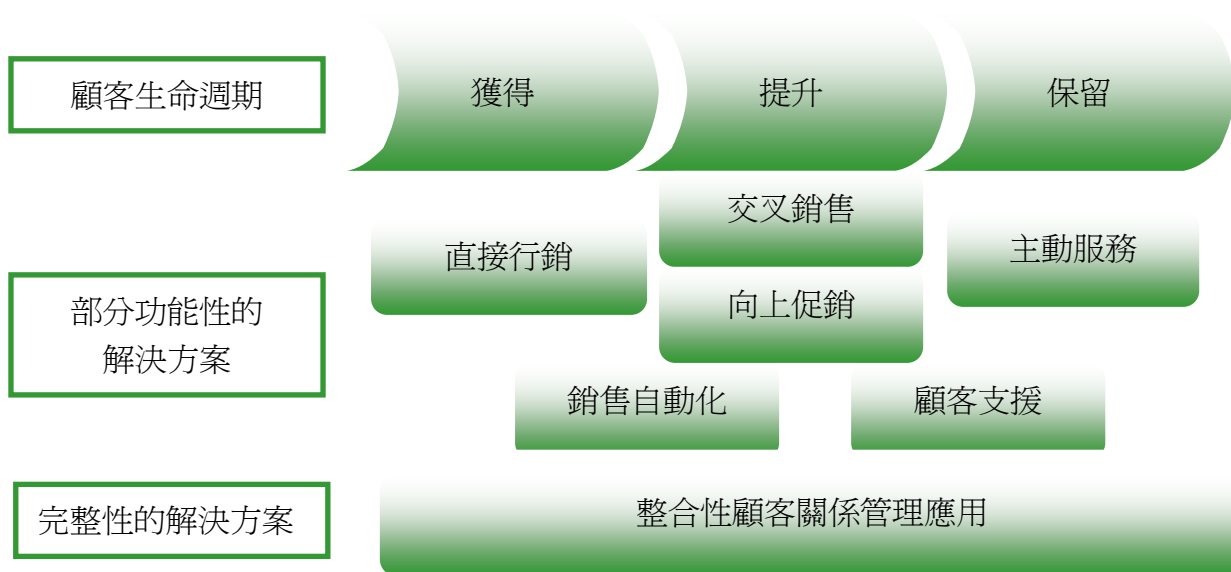 顧客生命週期
獲得
提升
保留
部分功能性的
解決方案
直接行銷
交叉銷售
向上促銷
主動服務
銷售自動化
顧客支援
完整性的解決方案
整合性顧客關係管理應用